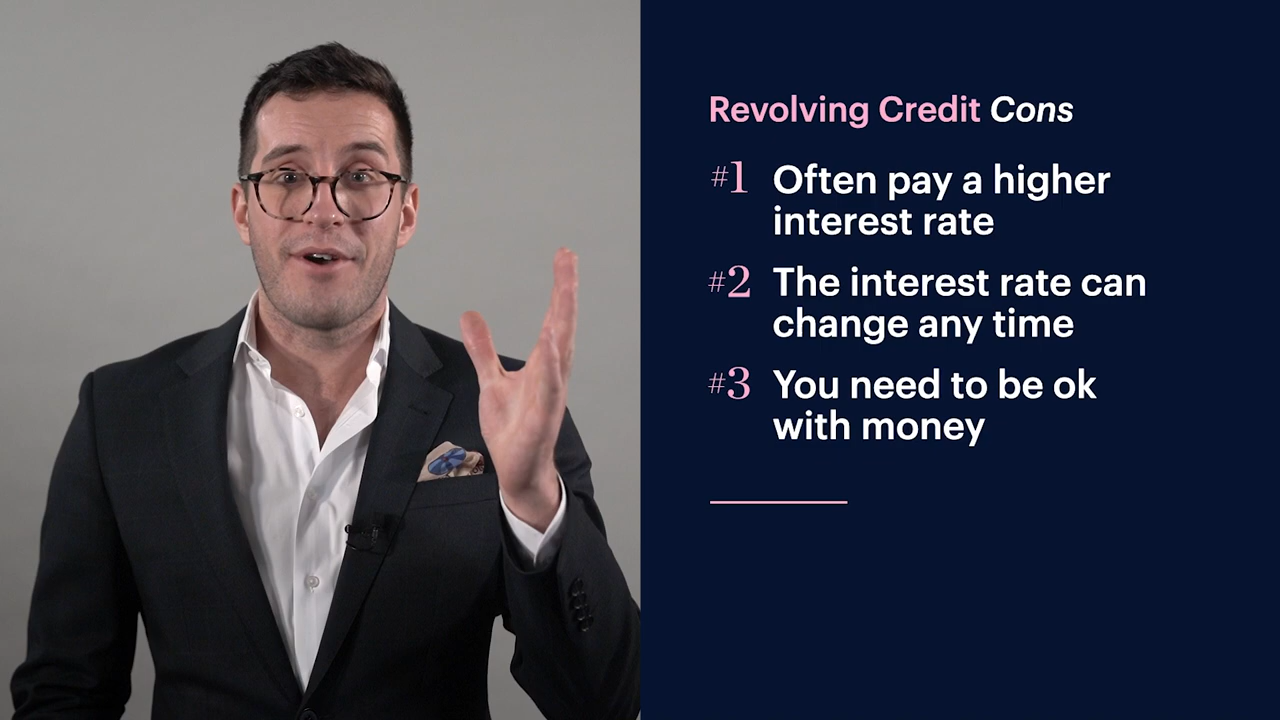 Revolving Credit Cons
#1 Often pay a higher
interest rate
#2 The interest rate can
change any time
#3 You need to be ok
with money